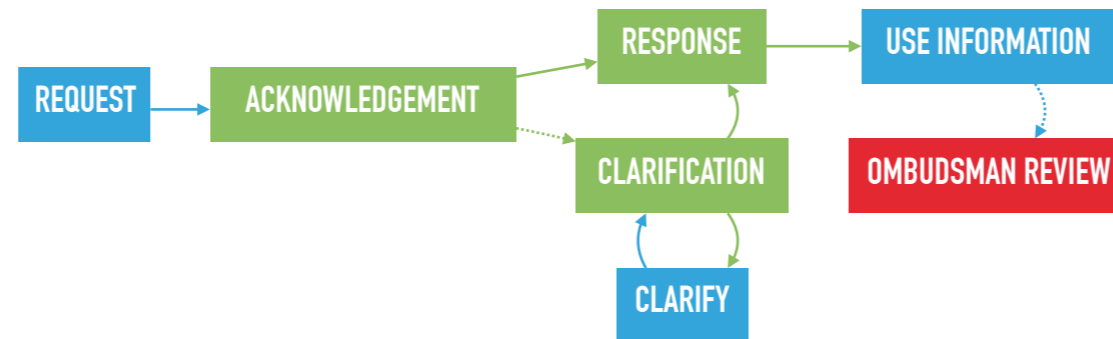 REQUEST
ACKNOWLEDGEMENT
RESPONSE
USE INFORMATION
CLARIFICATION
OMBUDSMAN REVIEW
CLARIFY